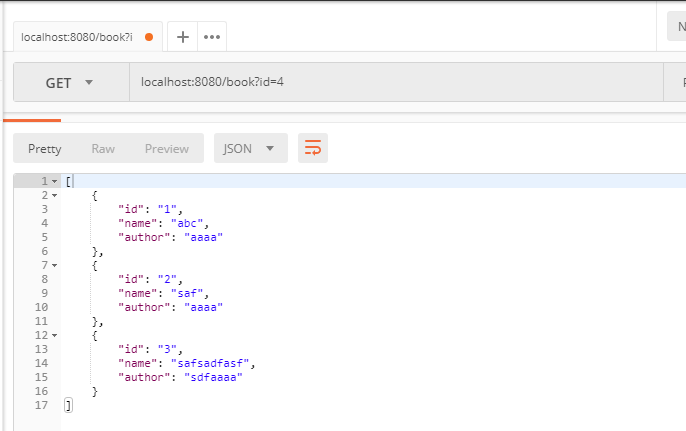 localhost:8080/book?i
N
GET
localhost:8080/book?id=4
Pretty
Raw
Preview
JSON
1 [
2 {
3 "id": "1",
4 "name": "abc",
5 "author": "aaaa"
6 },
7 {
8 "id": "2",
9 "name": "saf",
10 "author": "aaaa"
11 },
12 {
13 "id": "3",
14 "name": "safsadfasf",
15 "author": "sdfaaaa"
16 }
17 ]